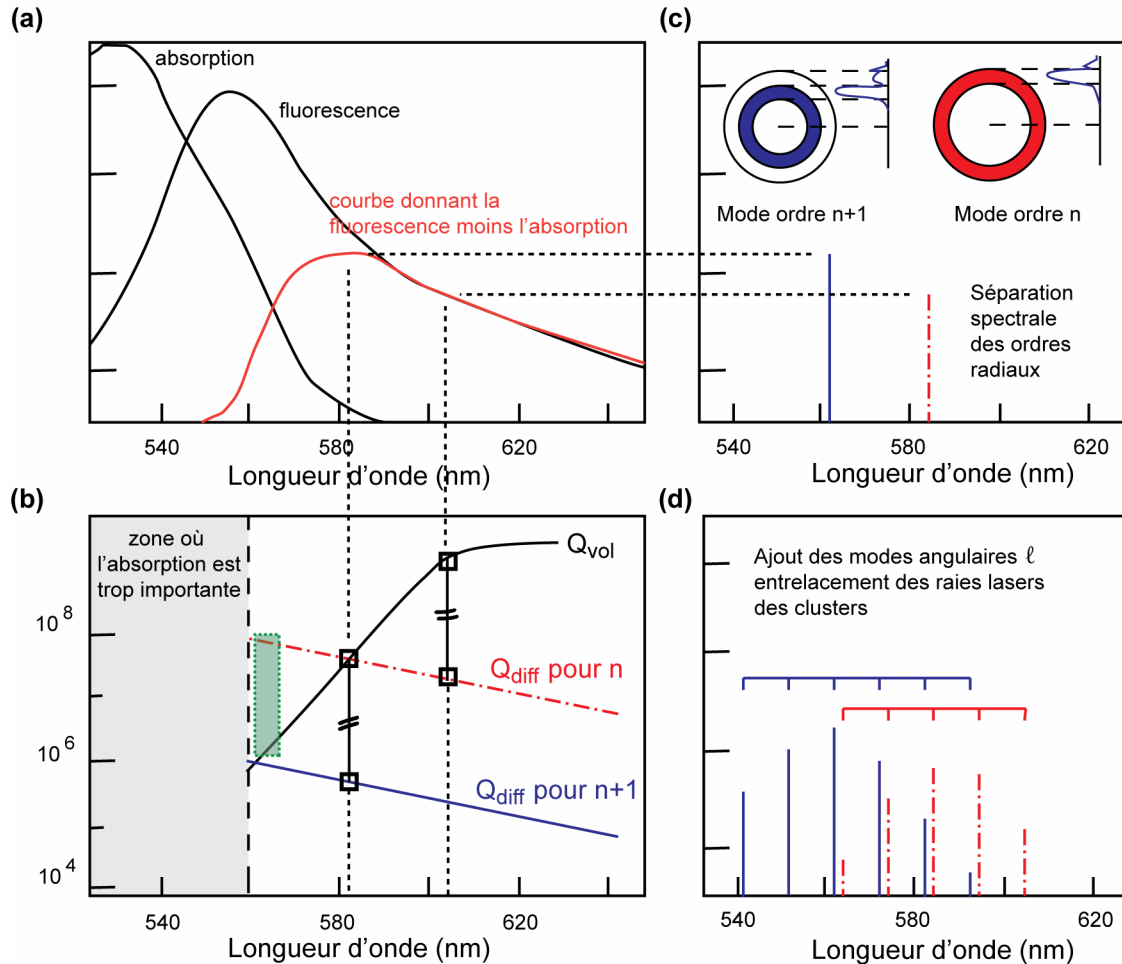 (a)
absorption
fluorescence
courbe donnant la
fluorescence moins l'absorption
540
580
620
Longueur d'onde (nm)
(c)
Mode ordre n+1
Mode ordre n
Séparation
spectrale
des ordres
radiaux
540
580
620
Longueur d'onde (nm)
(b)
zone où
l'absorption est
trop importante
Qvol
10^8
Qdiff pour n
10^6
Qdiff pour n+1
10^4
540
580
620
Longueur d'onde (nm)
(d)
Ajout des modes angulaires ℓ
entrelacement des raies lasers
des clusters
540
580
620
Longueur d'onde (nm)